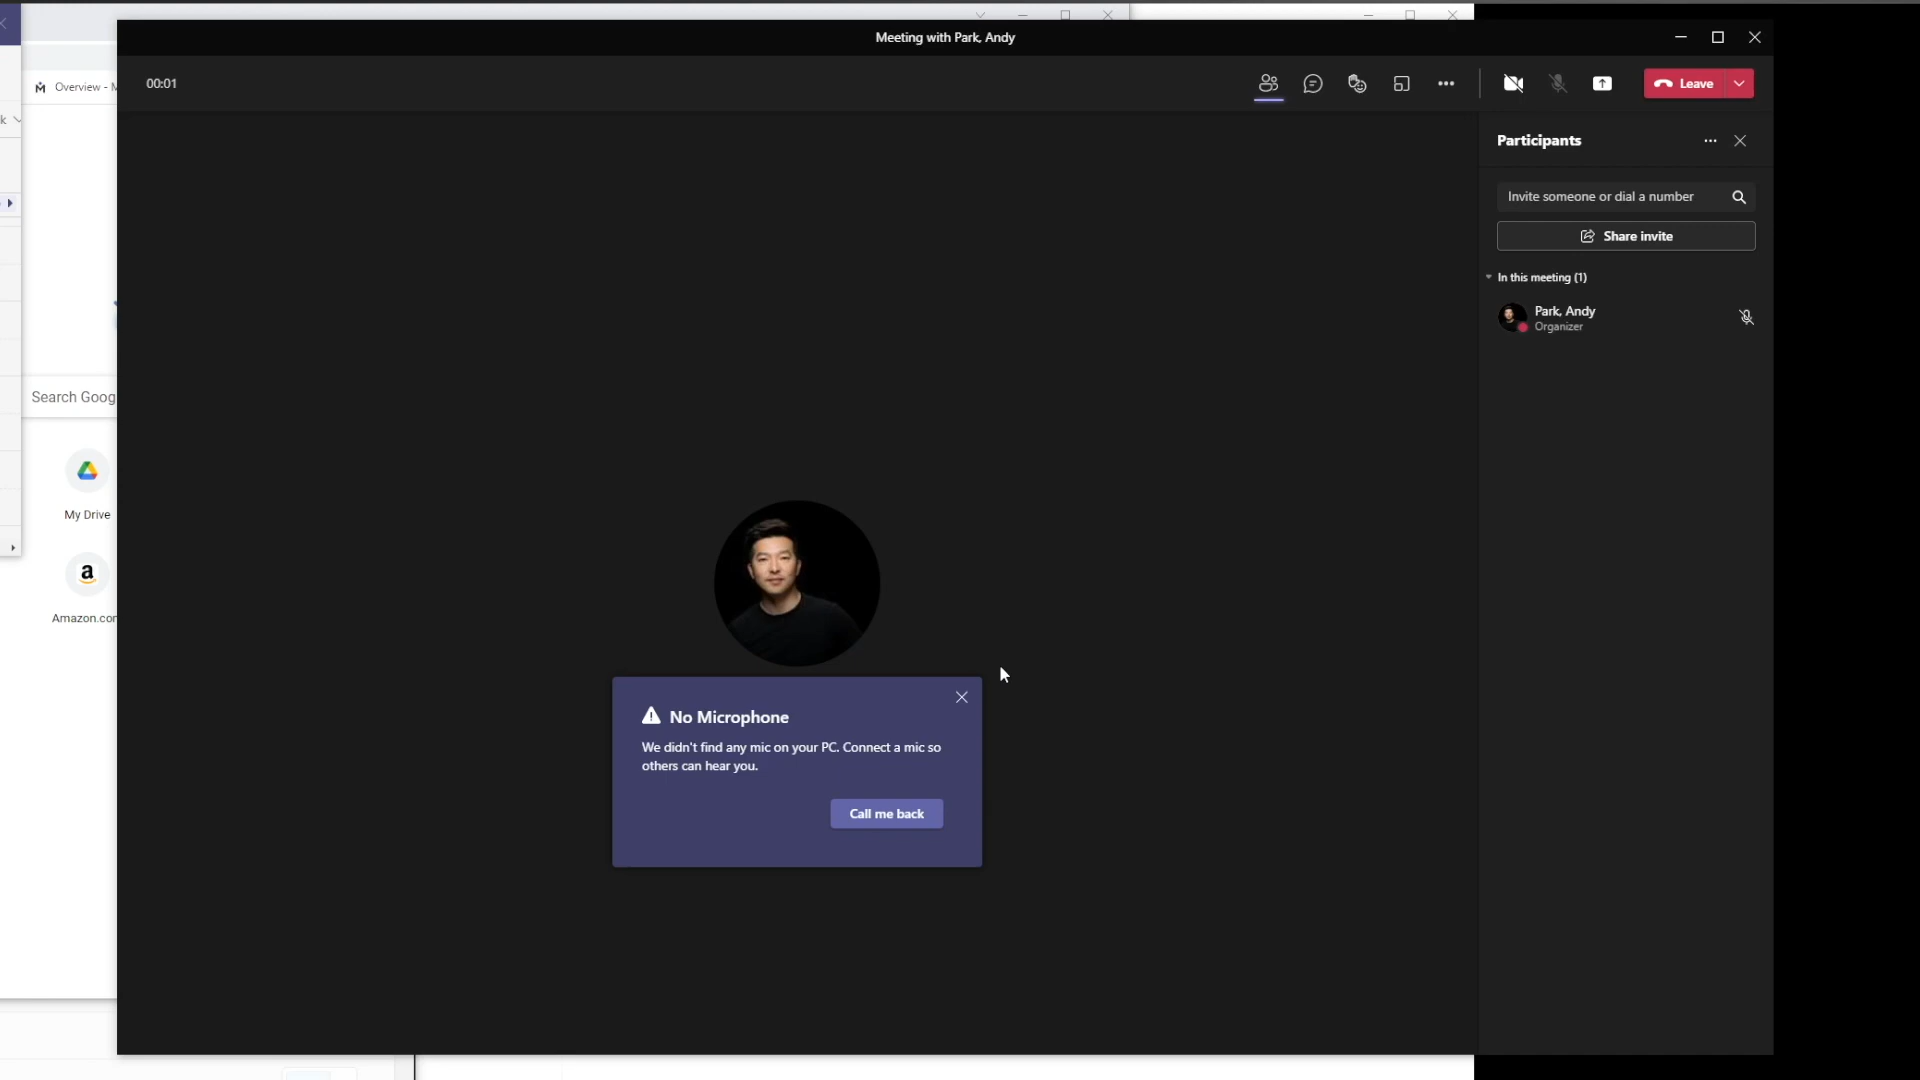 Meeting with Park, Andy
00:01
Leave
Participants
Invite someone or dial a number
Share invite
In this meeting (1)
Park, Andy
Organizer
No Microphone
We didn't find any mic on your PC. Connect a mic so
others can hear you.
Call me back
Overview - M
k
Search Goog
My Drive
a
Amazon.cor